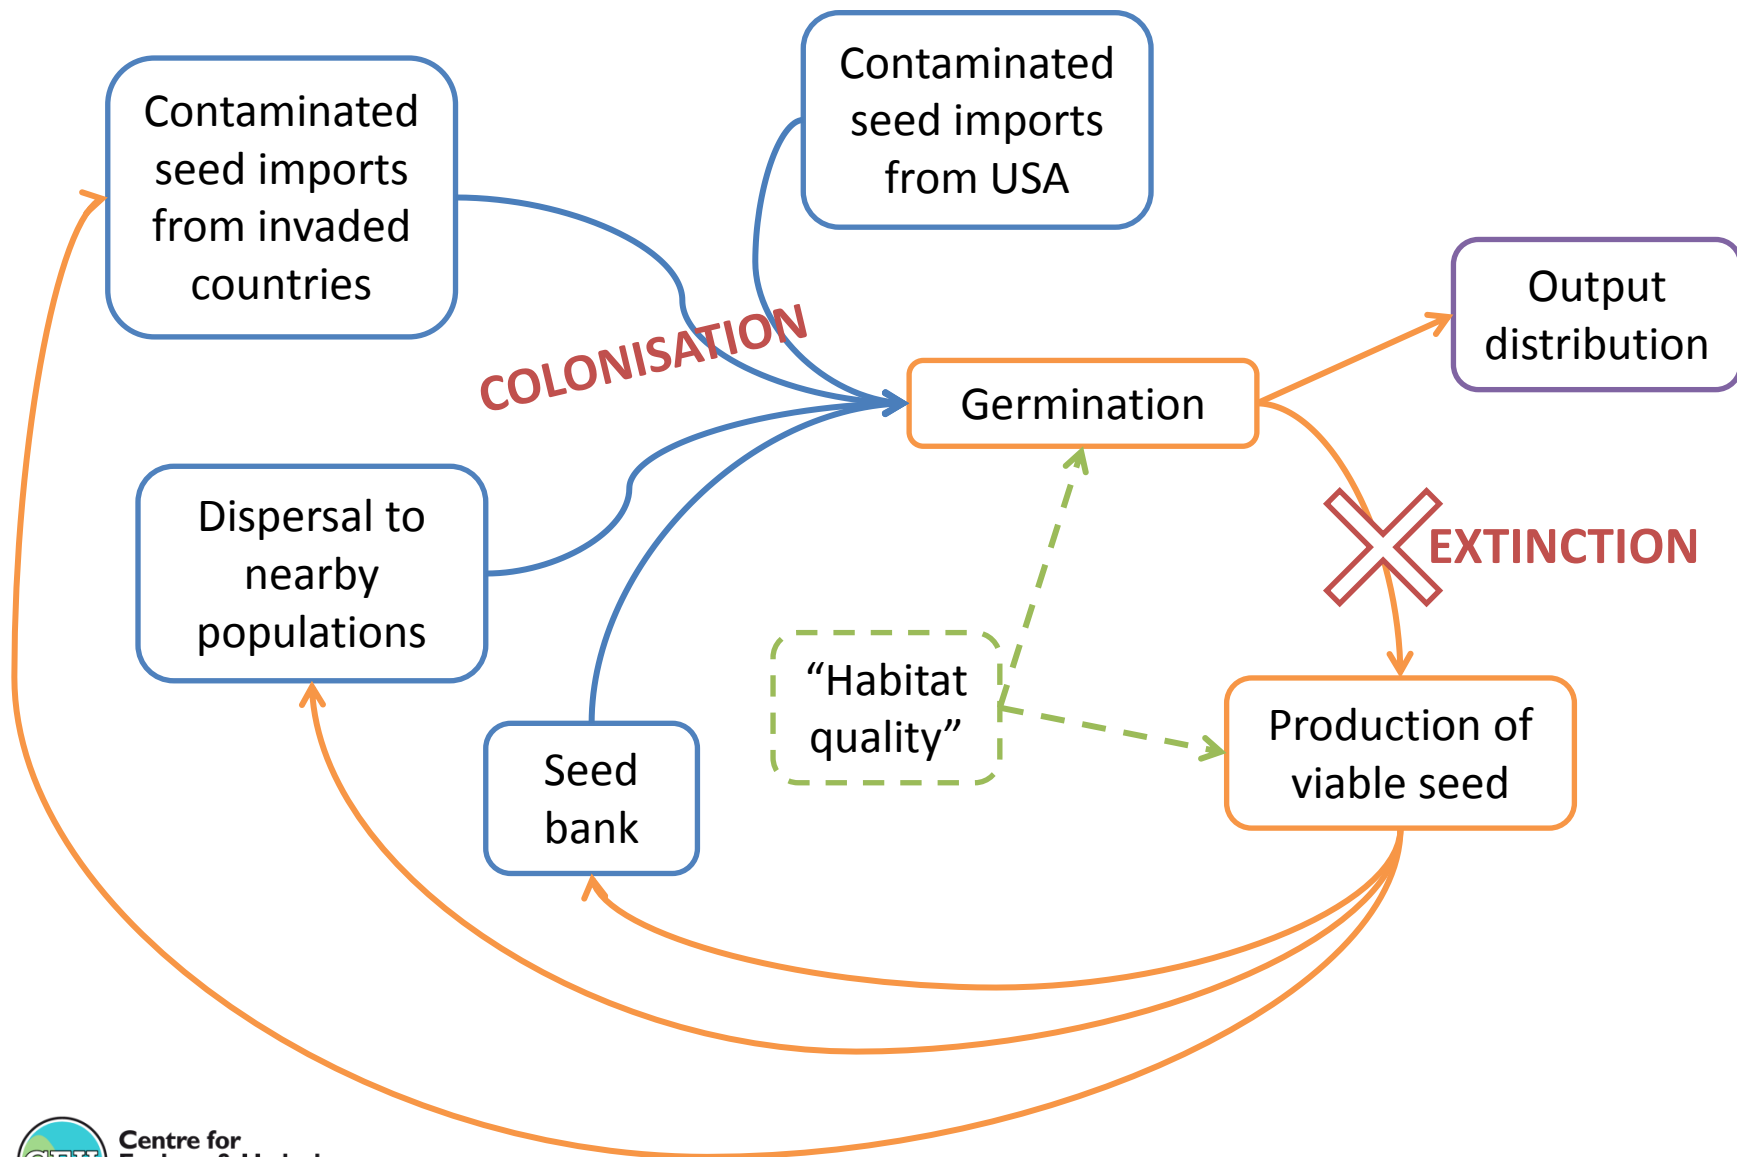 Contaminated
seed imports
from invaded
countries
Contaminated
seed imports
from USA
Output
distribution
COLONISATION
Germination
Dispersal to
nearby
populations
EXTINCTION
“Habitat
quality”
Production of
viable seed
Seed
bank
Centre for